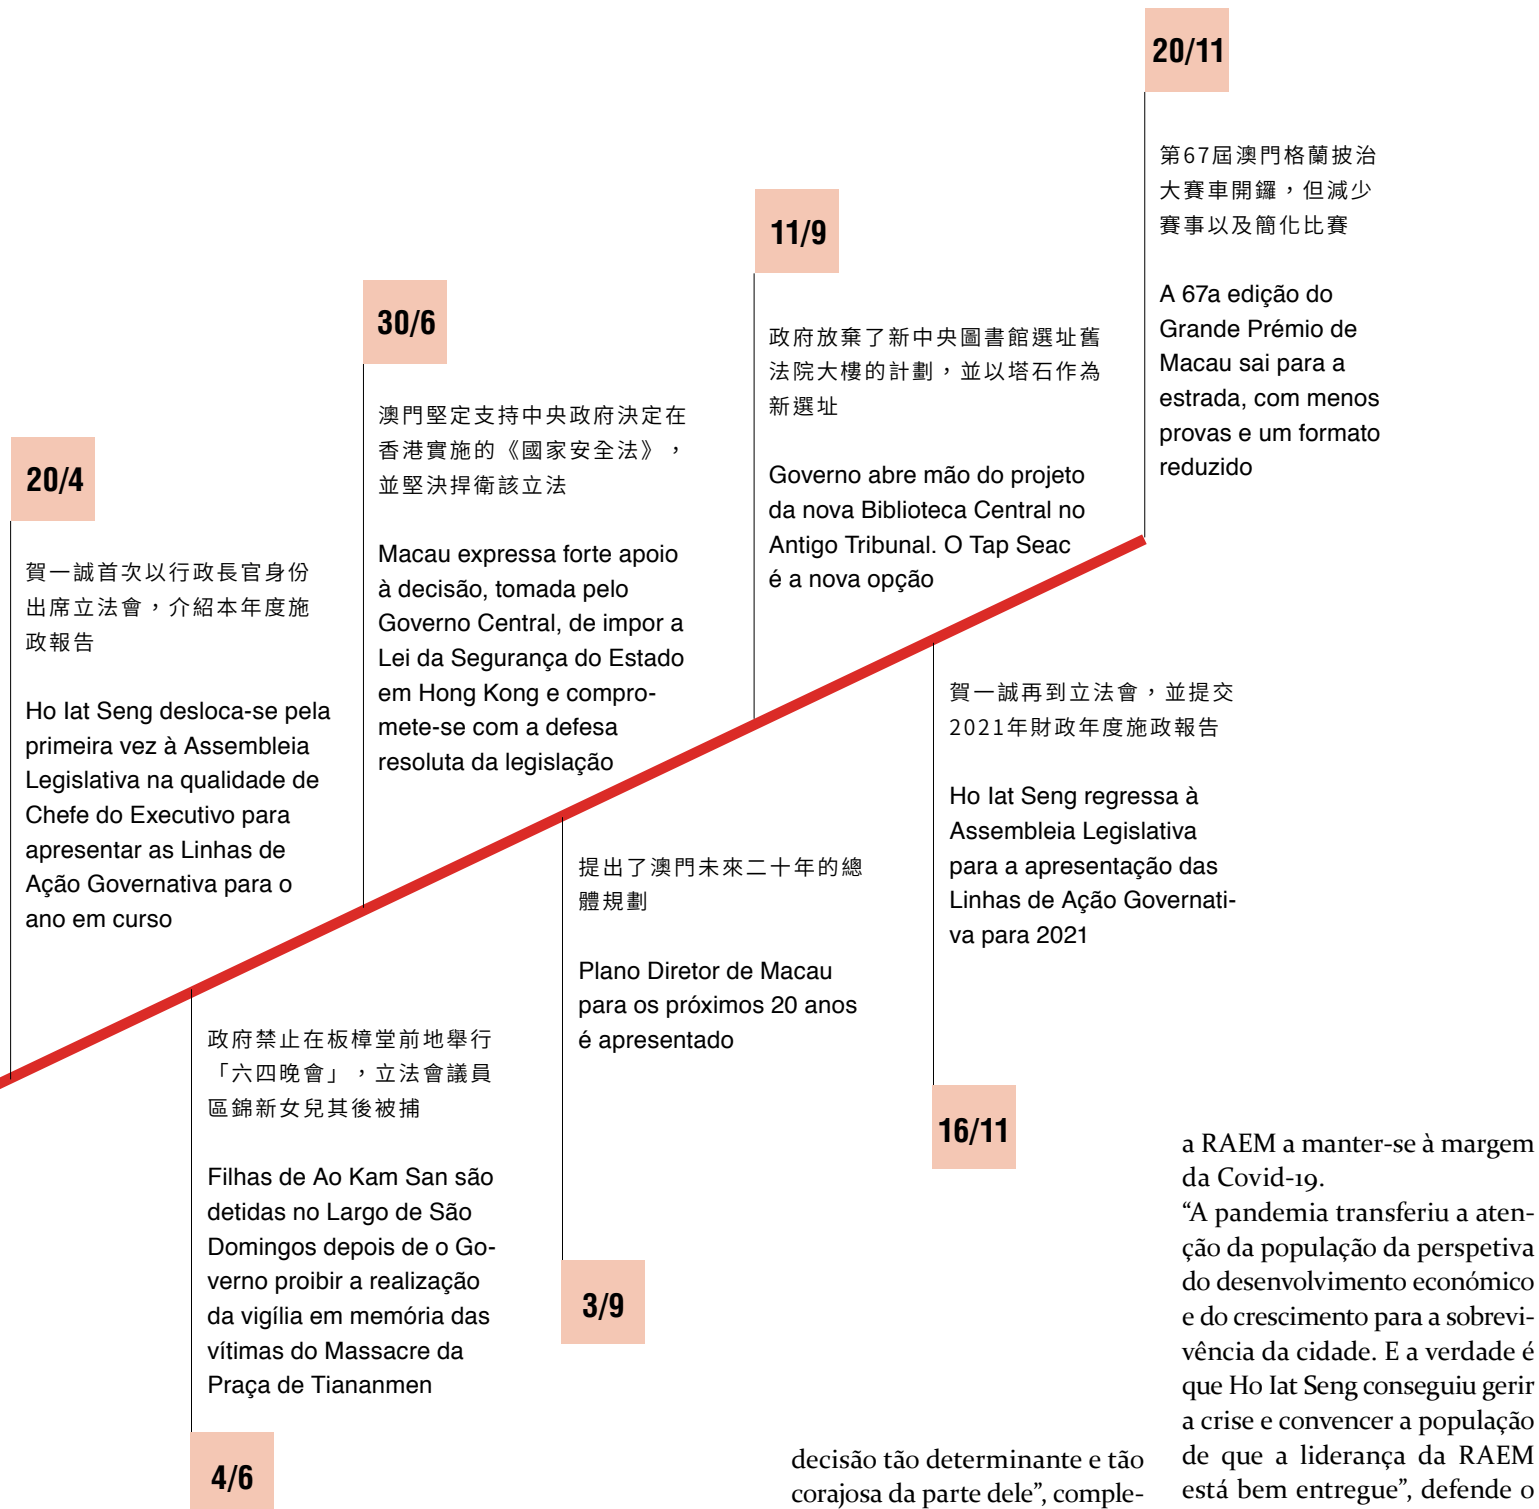 20/4
賀一誠首次以行政長官身份
出席立法會，介紹本年度施
政報告
Ho Iat Seng desloca-se pela
primeira vez à Assembleia
Legislativa na qualidade de
Chefe do Executivo para
apresentar as Linhas de
Ação Governativa para o
ano em curso
政府禁止在板樟堂前地舉行
「六四晚會」，立法會議員
區錦新女兒其後被捕
Filhas de Ao Kam San são
detidas no Largo de São
Domingos depois de o Go-
verno proibir a realização
da vigília em memória das
vítimas do Massacre da
Praça de Tiananmen
4/6
30/6
澳門堅定支持中央政府決定在
香港實施的《國家安全法》，
並堅決捍衛該立法
Macau expressa forte apoio
à decisão, tomada pelo
Governo Central, de impor a
Lei da Segurança do Estado
em Hong Kong e compro-
mete-se com a defesa
resoluta da legislação
提出了澳門未來二十年的總
體規劃
Plano Diretor de Macau
para os próximos 20 anos
é apresentado
3/9
11/9
政府放棄了新中央圖書館選址舊
法院大樓的計劃，並以塔石作為
新選址
Governo abre mão do projeto
da nova Biblioteca Central no
Antigo Tribunal. O Tap Seac
é a nova opção
賀一誠再到立法會，並提交
2021年財政年度施政報告
Ho Iat Seng regressa à
Assembleia Legislativa
para a apresentação das
Linhas de Ação Governati-
va para 2021
16/11
20/11
第67屆澳門格蘭披治
大賽車開鑼，但減少
賽事以及簡化比賽
A 67a edição do
Grande Prémio de
Macau sai para a
estrada, com menos
provas e um formato
reduzido
decisão tão determinante e tão
corajosa da parte dele”, comple-
a RAEM a manter-se à margem
da Covid-19.
“A pandemia transferiu a aten-
ção da população da perspetiva
do desenvolvimento económico
e do crescimento para a sobrevi-
vência da cidade. E a verdade é
que Ho Iat Seng conseguiu gerir
a crise e convencer a população
de que a liderança da RAEM
está bem entregue”, defende o